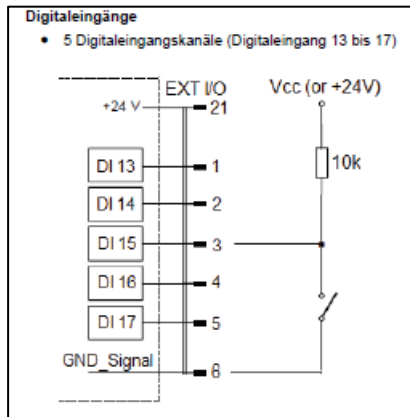 Digitaleingänge
• 5 Digitaleingangskanäle (Digitaleingang 13 bis 17)
EXT I/O
Vcc (or +24V)
+24 V
21
10k
DI 13
1
DI 14
2
DI 15
3
DI 16
4
DI 17
5
GND_Signal
6